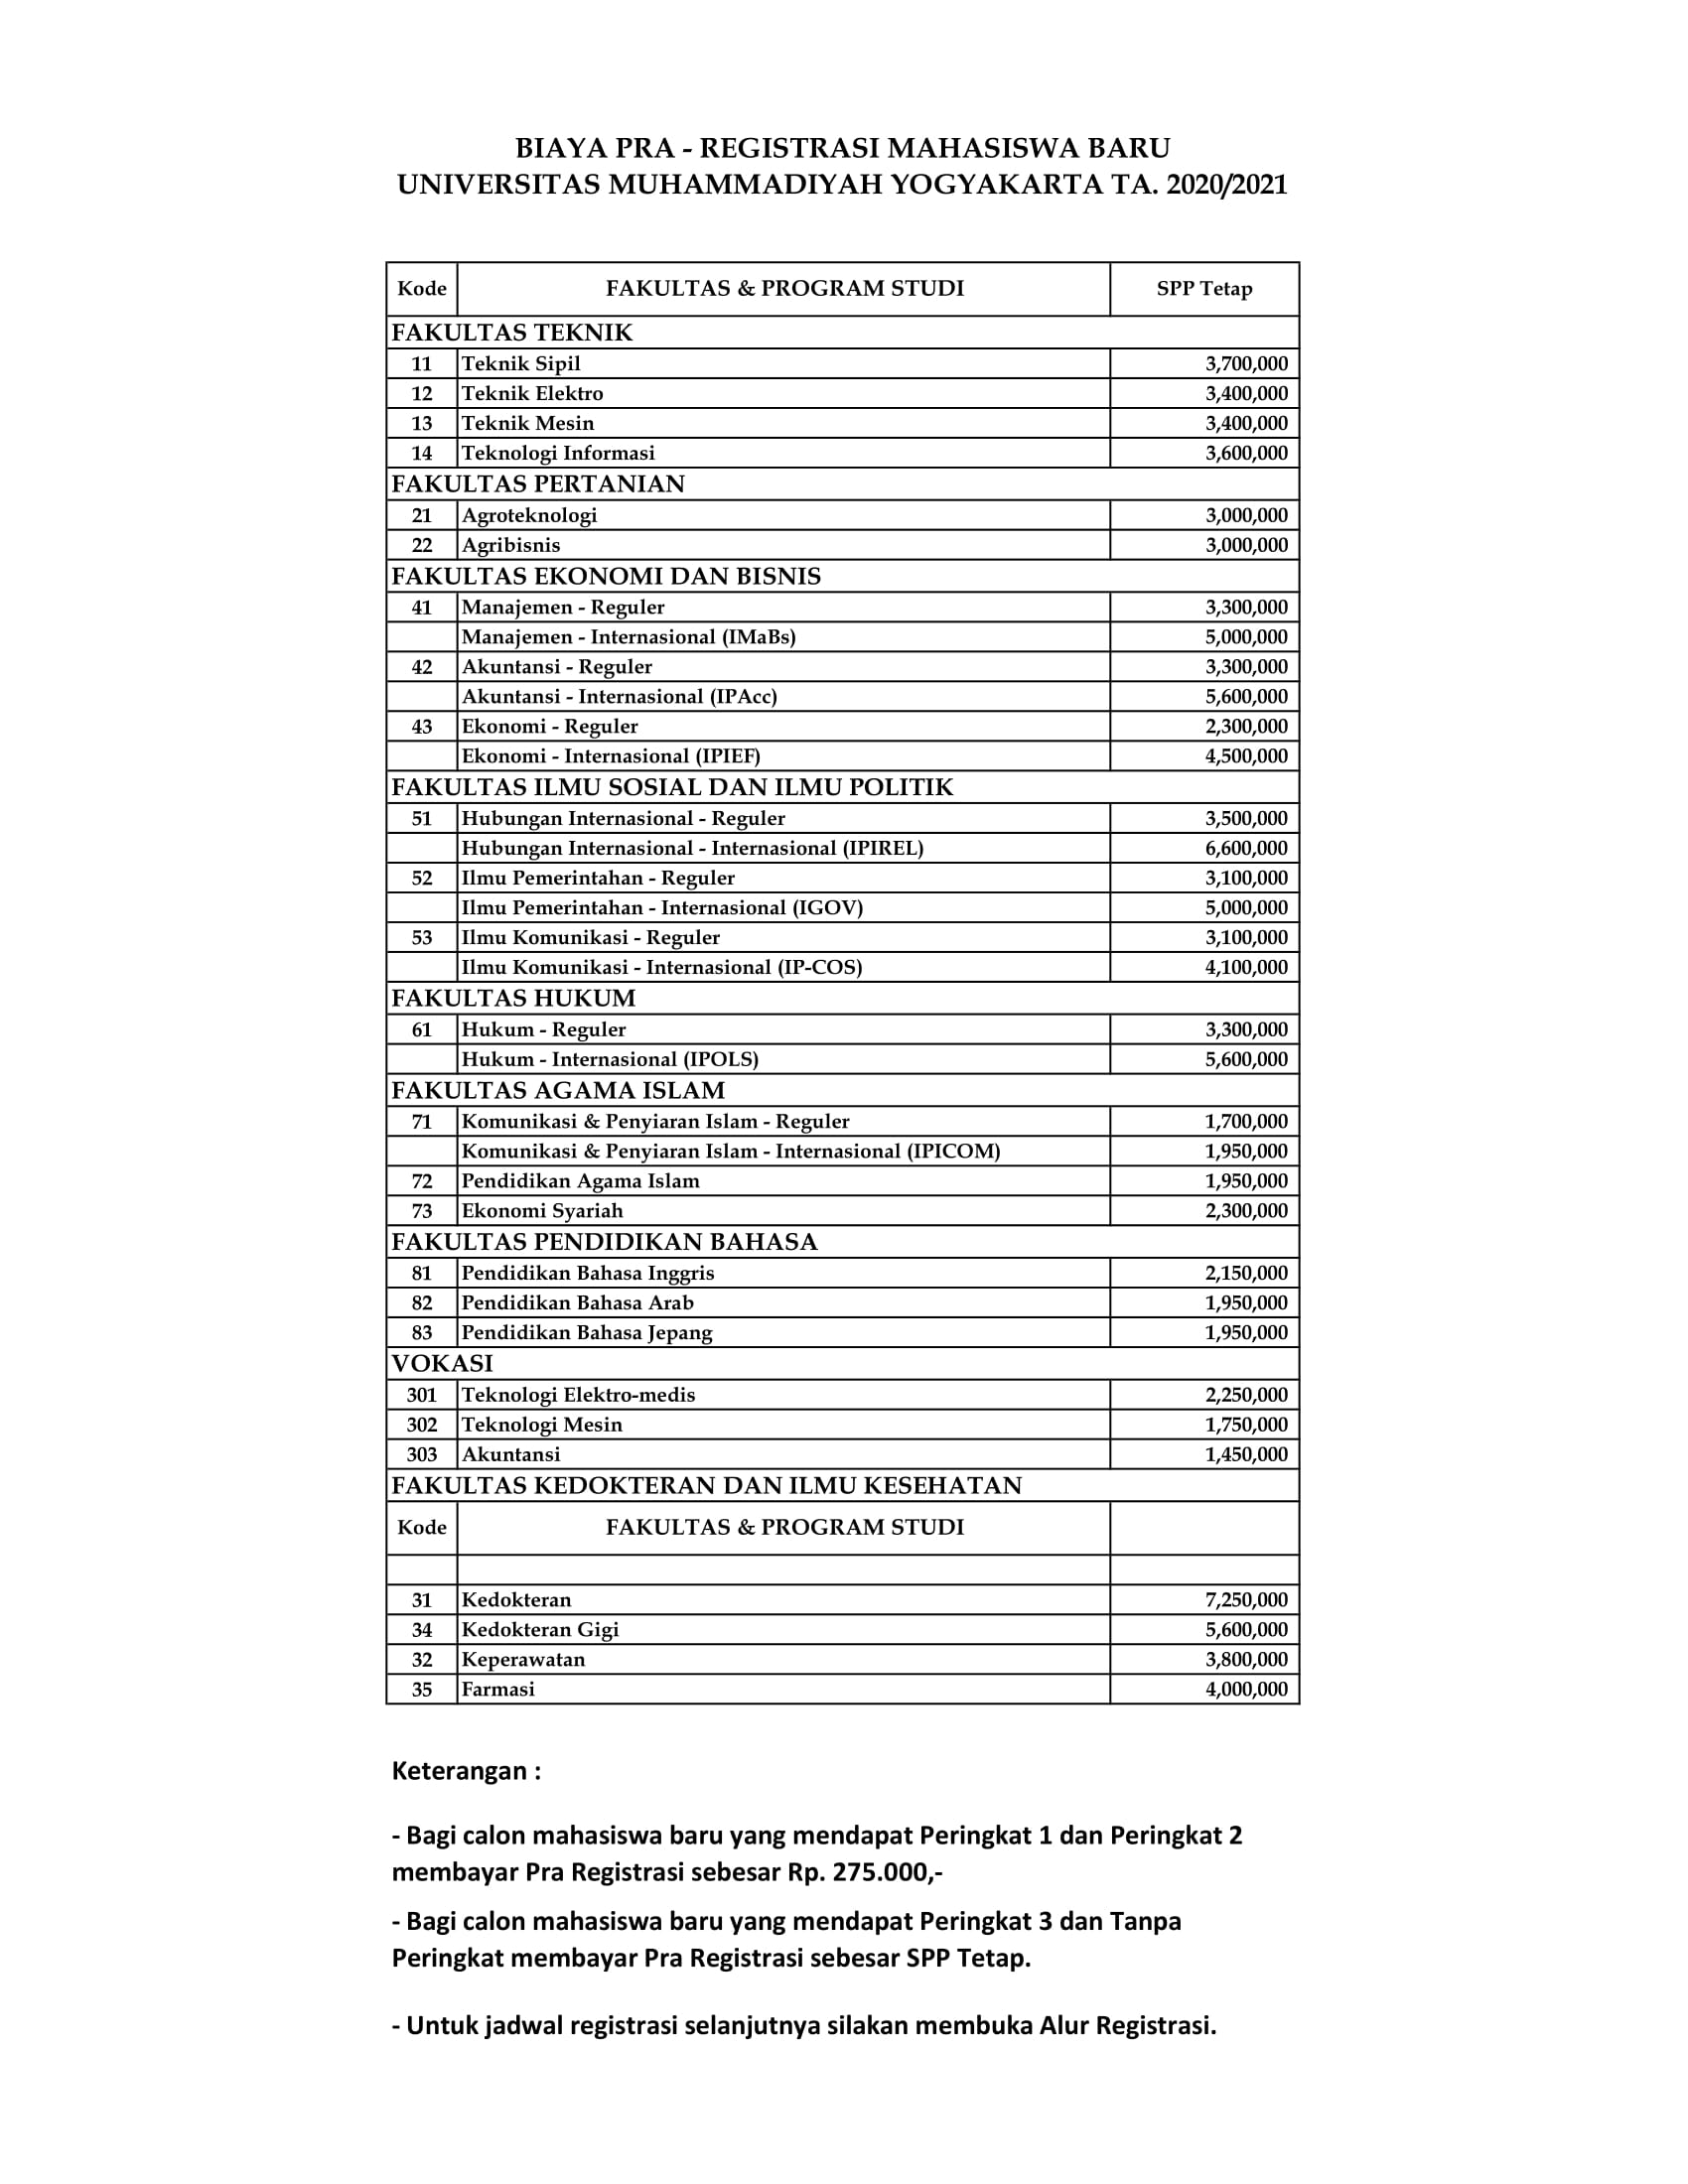 BIAYA PRA - REGISTRASI MAHASISWA BARU
UNIVERSITAS MUHAMMADIYAH YOGYAKARTA TA. 2020/2021
Kode FAKULTAS & PROGRAM STUDI SPP Tetap
FAKULTAS TEKNIK
11 Teknik Sipil 3,700,000
12 Teknik Elektro 3,400,000
13 Teknik Mesin 3,400,000
14 Teknologi Informasi 3,600,000
FAKULTAS PERTANIAN
21 Agroteknologi 3,000,000
22 Agribisnis 3,000,000
FAKULTAS EKONOMI DAN BISNIS
41 Manajemen - Reguler 3,300,000
Manajemen - Internasional (IMaBs) 5,000,000
42 Akuntansi - Reguler 3,300,000
Akuntansi - Internasional (IPAcc) 5,600,000
43 Ekonomi - Reguler 2,300,000
Ekonomi - Internasional (IPIEF) 4,500,000
FAKULTAS ILMU SOSIAL DAN ILMU POLITIK
51 Hubungan Internasional - Reguler 3,500,000
Hubungan Internasional - Internasional (IPIREL) 6,600,000
52 Ilmu Pemerintahan - Reguler 3,100,000
Ilmu Pemerintahan - Internasional (IGOV) 5,000,000
53 Ilmu Komunikasi - Reguler 3,100,000
Ilmu Komunikasi - Internasional (IP-COS) 4,100,000
FAKULTAS HUKUM
61 Hukum - Reguler 3,300,000
Hukum - Internasional (IPOLS) 5,600,000
FAKULTAS AGAMA ISLAM
71 Komunikasi & Penyiaran Islam - Reguler 1,700,000
Komunikasi & Penyiaran Islam - Internasional (IPICOM) 1,950,000
72 Pendidikan Agama Islam 1,950,000
73 Ekonomi Syariah 2,300,000
FAKULTAS PENDIDIKAN BAHASA
81 Pendidikan Bahasa Inggris 2,150,000
82 Pendidikan Bahasa Arab 1,950,000
83 Pendidikan Bahasa Jepang 1,950,000
VOKASI
301 Teknologi Elektro-medis 2,250,000
302 Teknologi Mesin 1,750,000
303 Akuntansi 1,450,000
FAKULTAS KEDOKTERAN DAN ILMU KESEHATAN
Kode FAKULTAS & PROGRAM STUDI
31 Kedokteran 7,250,000
34 Kedokteran Gigi 5,600,000
32 Keperawatan 3,800,000
35 Farmasi 4,000,000
Keterangan :
- Bagi calon mahasiswa baru yang mendapat Peringkat 1 dan Peringkat 2
membayar Pra Registrasi sebesar Rp. 275.000,-
- Bagi calon mahasiswa baru yang mendapat Peringkat 3 dan Tanpa
Peringkat membayar Pra Registrasi sebesar SPP Tetap.
- Untuk jadwal registrasi selanjutnya silakan membuka Alur Registrasi.